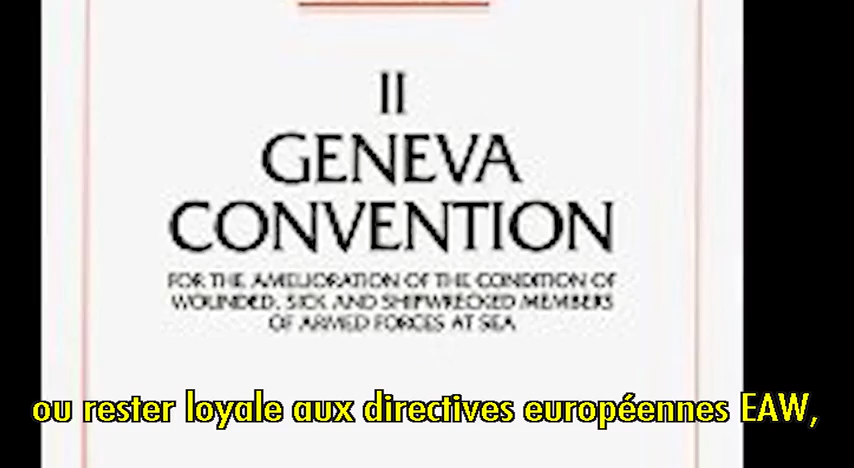 II
GENEVA
CONVENTION
FOR THE AMELIORATION OF THE CONDITION OF
WOUNDED, SICK AND SHIPWRECKED MEMBERS
OF ARMED FORCES AT SEA
ou rester loyale aux directives européennes EAW,